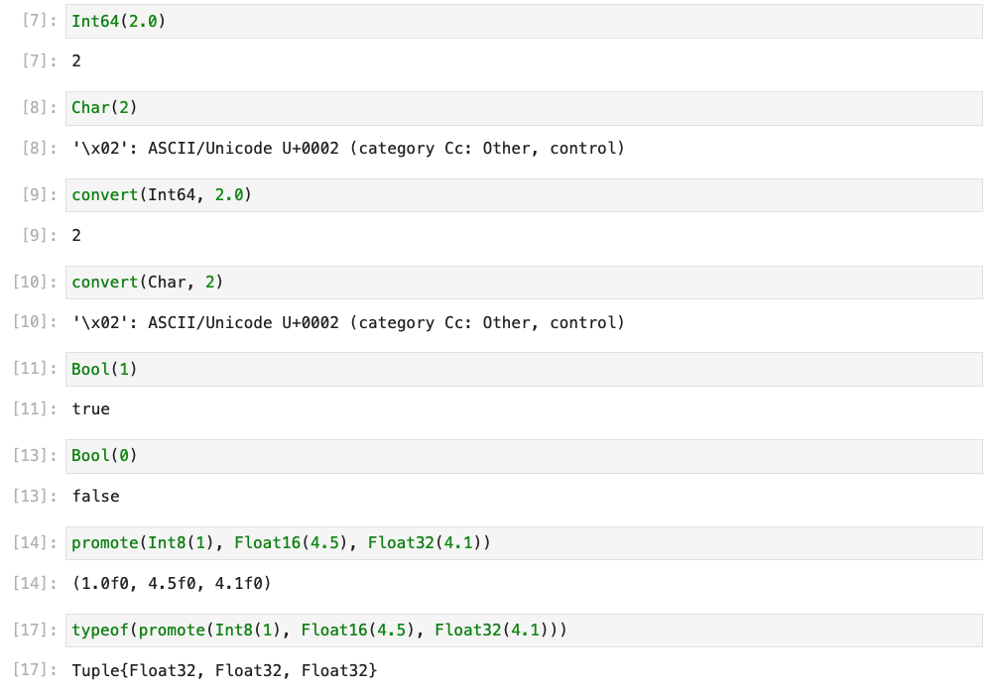 [7]: Int64(2.0)
[7]: 2
[8]: Char(2)
[8]: '\x02': ASCII/Unicode U+0002 (category Cc: Other, control)
[9]: convert(Int64, 2.0)
[9]: 2
[10]: convert(Char, 2)
[10]: '\x02': ASCII/Unicode U+0002 (category Cc: Other, control)
[11]: Bool(1)
[11]: true
[13]: Bool(0)
[13]: false
[14]: promote(Int8(1), Float16(4.5), Float32(4.1))
[14]: (1.0f0, 4.5f0, 4.1f0)
[17]: typeof(promote(Int8(1), Float16(4.5), Float32(4.1)))
[17]: Tuple{Float32, Float32, Float32}